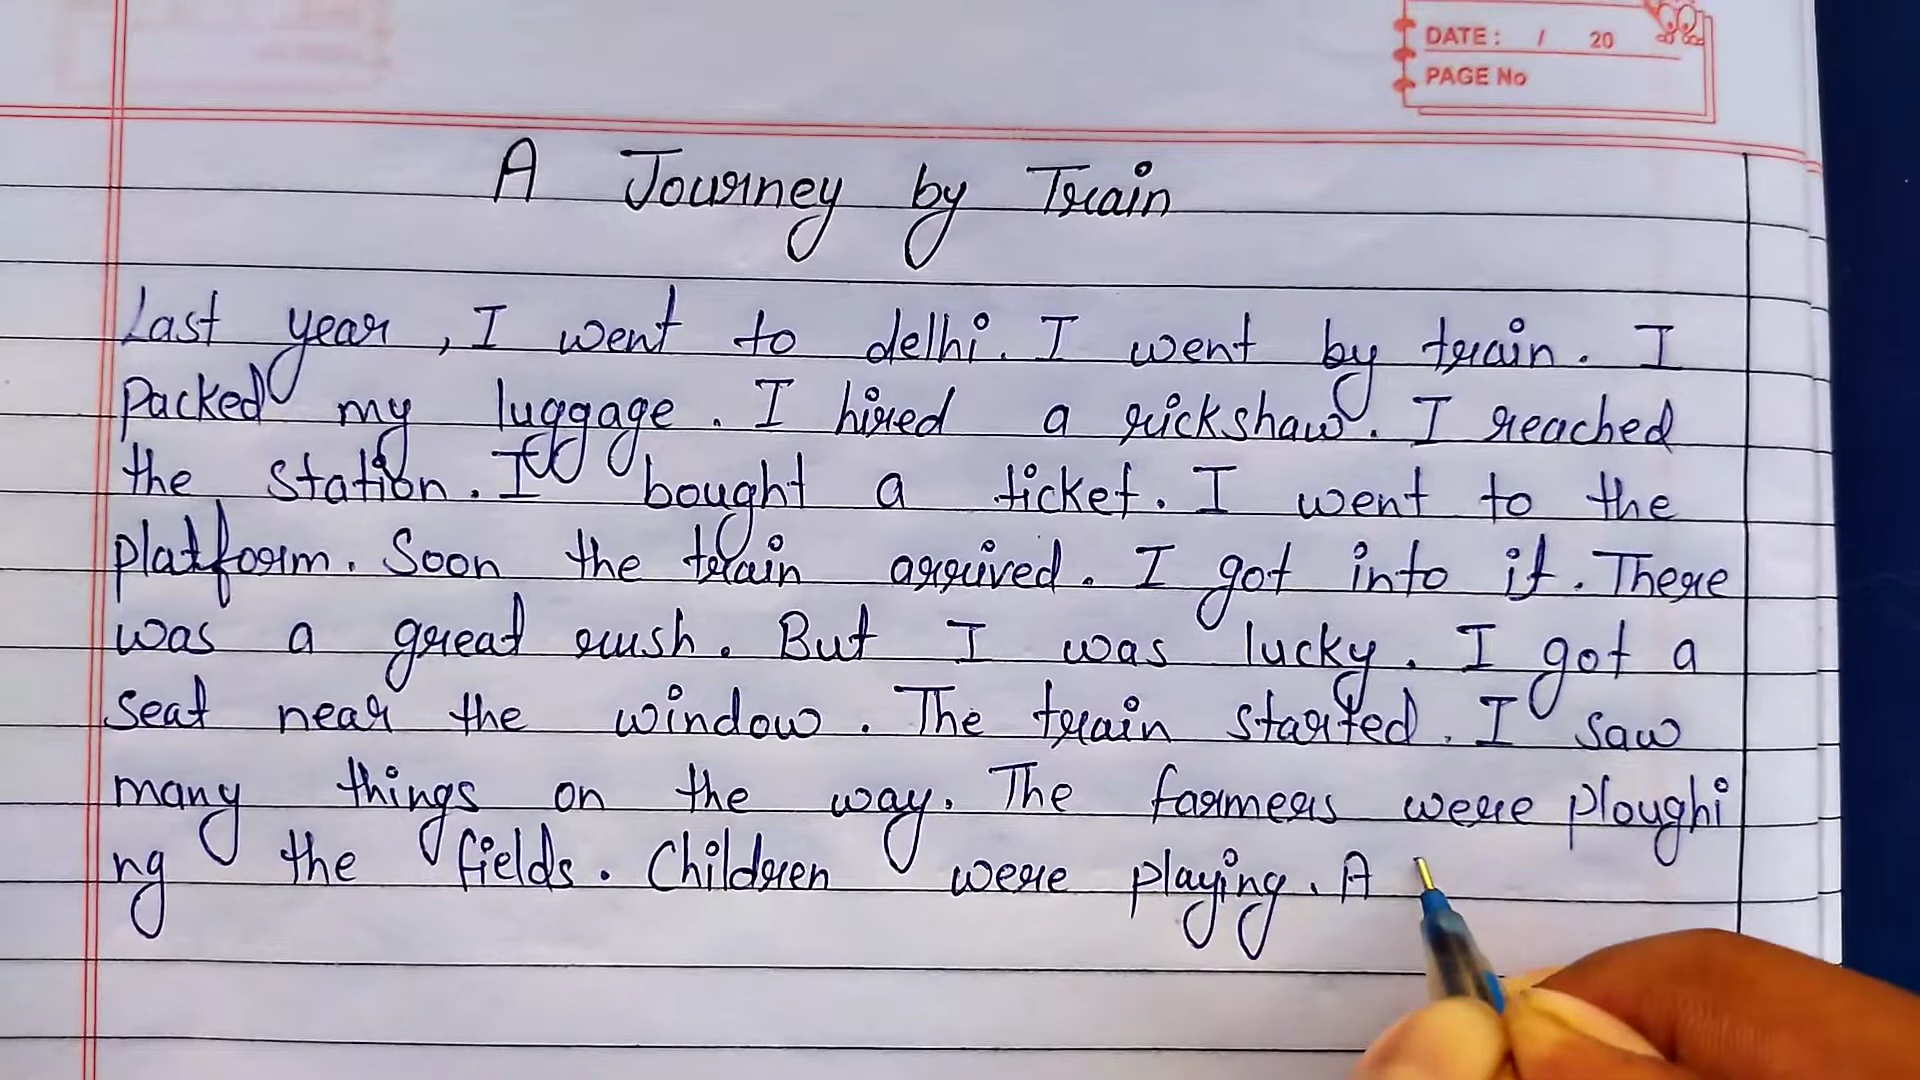 DATE: / 20
PAGE No
A Journey by Train
Last year, I went to delhi. I went by train. I
Packed my luggage. I hired a rickshaw. I reached
the station. I bought a ticket. I went to the
platform. Soon the train arrived. I got into it. There
was a great rush. But I was lucky. I got a
seat near the window. The train started. I saw
many things on the way. The farmers were ploughi
ng the fields. Children were playing. A